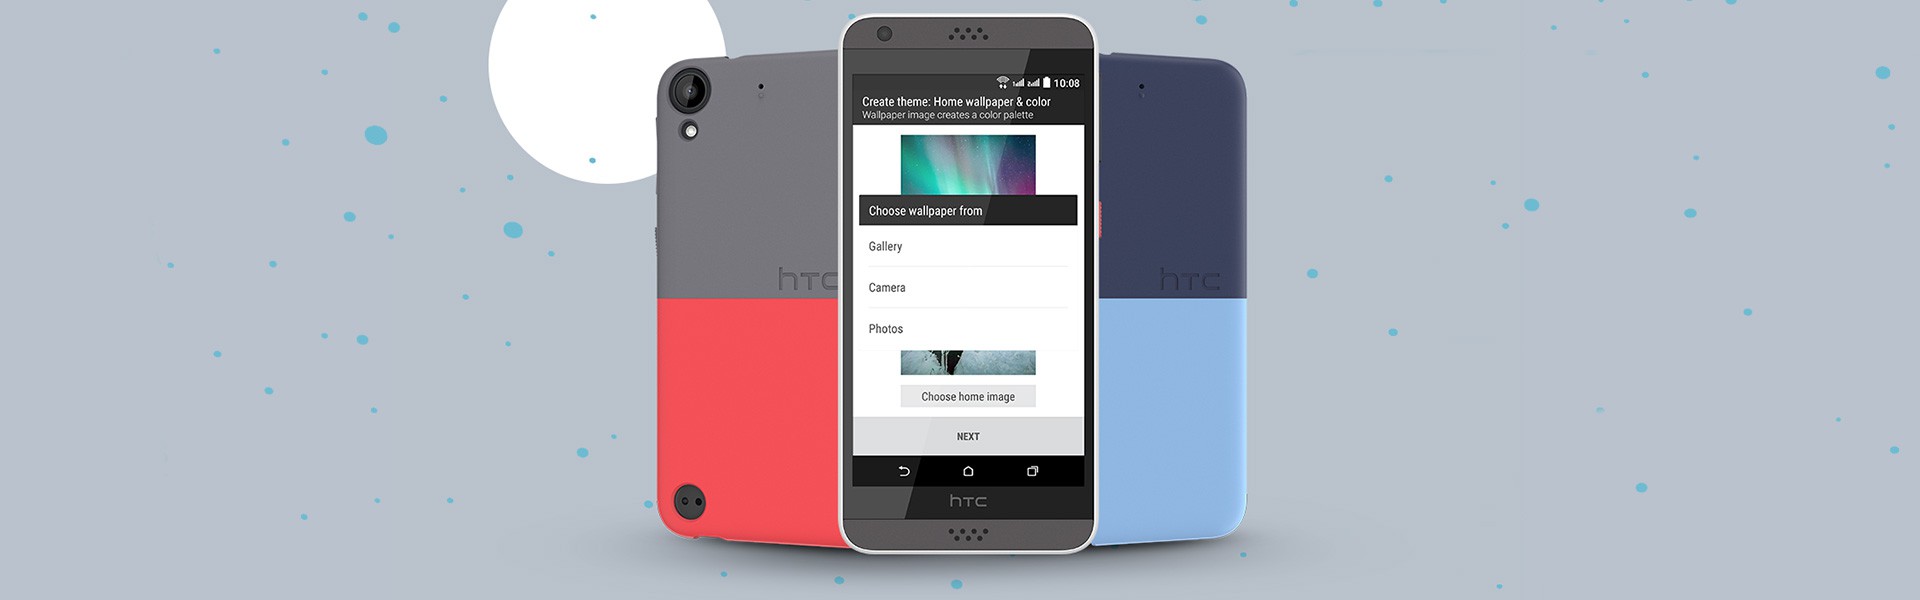 10:08
Create theme: Home wallpaper & color
Wallpaper image creates a color palette
Choose wallpaper from
Gallery
Camera
Photos
Choose home image
NEXT
hTC
hTC
hTC